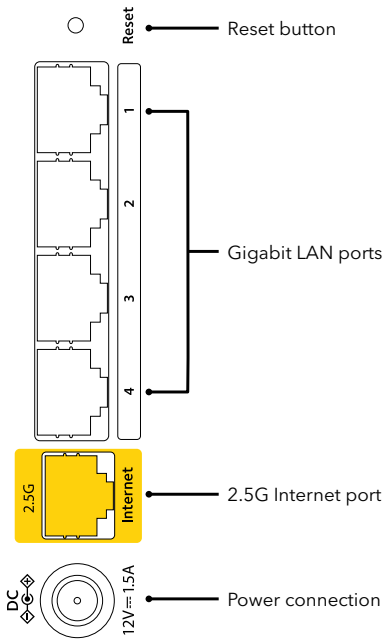 Reset
Reset button
1
2
Gigabit LAN ports
3
4
2.5G
Internet
2.5G Internet port
DC
12V⎓1.5A
Power connection